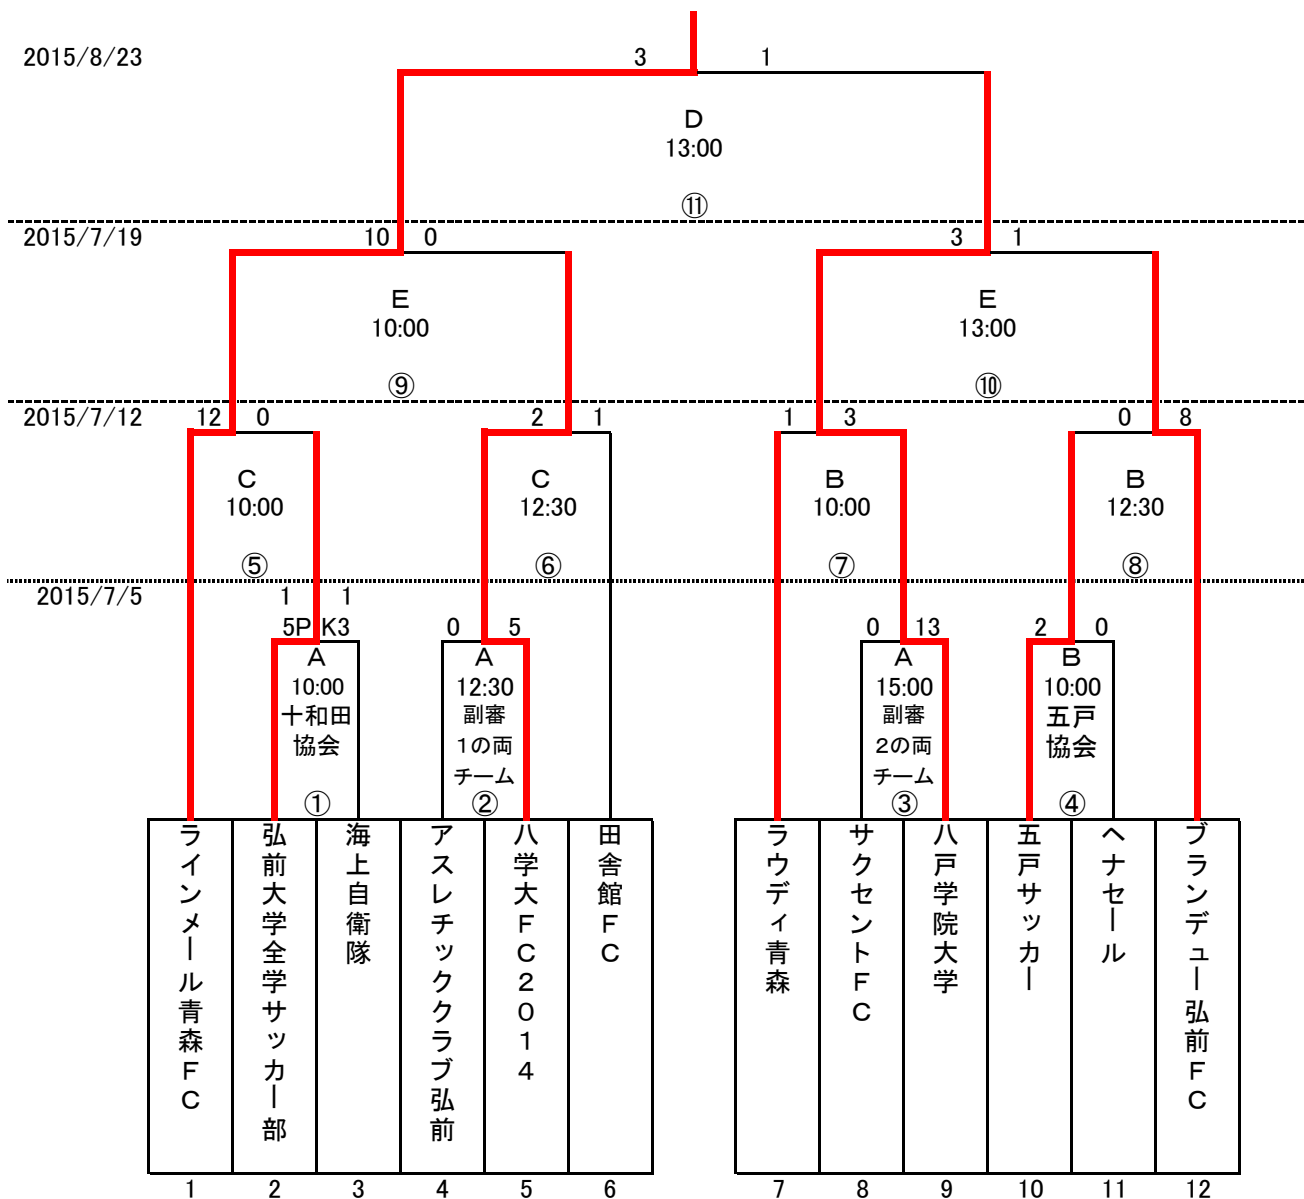 2015/8/23
3 1
D
13:00
⑪
2015/7/19
10 0
3 1
E
10:00
⑨
E
13:00
⑩
2015/7/12
12 0
2 1
1 3
0 8
C
10:00
⑤
C
12:30
⑥
B
10:00
⑦
B
12:30
⑧
2015/7/5
1 1
5PK3
A
10:00
十和田
協会
①
0 5
A
12:30
副審
1の両
チーム
②
0 13
A
15:00
副審
2の両
チーム
③
2 0
B
10:00
五戸
協会
④
ラインメール青森FC
弘前大学全学サッカー部
海上自衛隊
アスレチッククラブ弘前
八学大FC2014
田舎館FC
ラウディ青森
サクセントFC
八戸学院大学
五戸サッカー
ヘナセール
ブランデュー弘前FC
1 2 3 4 5 6 7 8 9 10 11 12